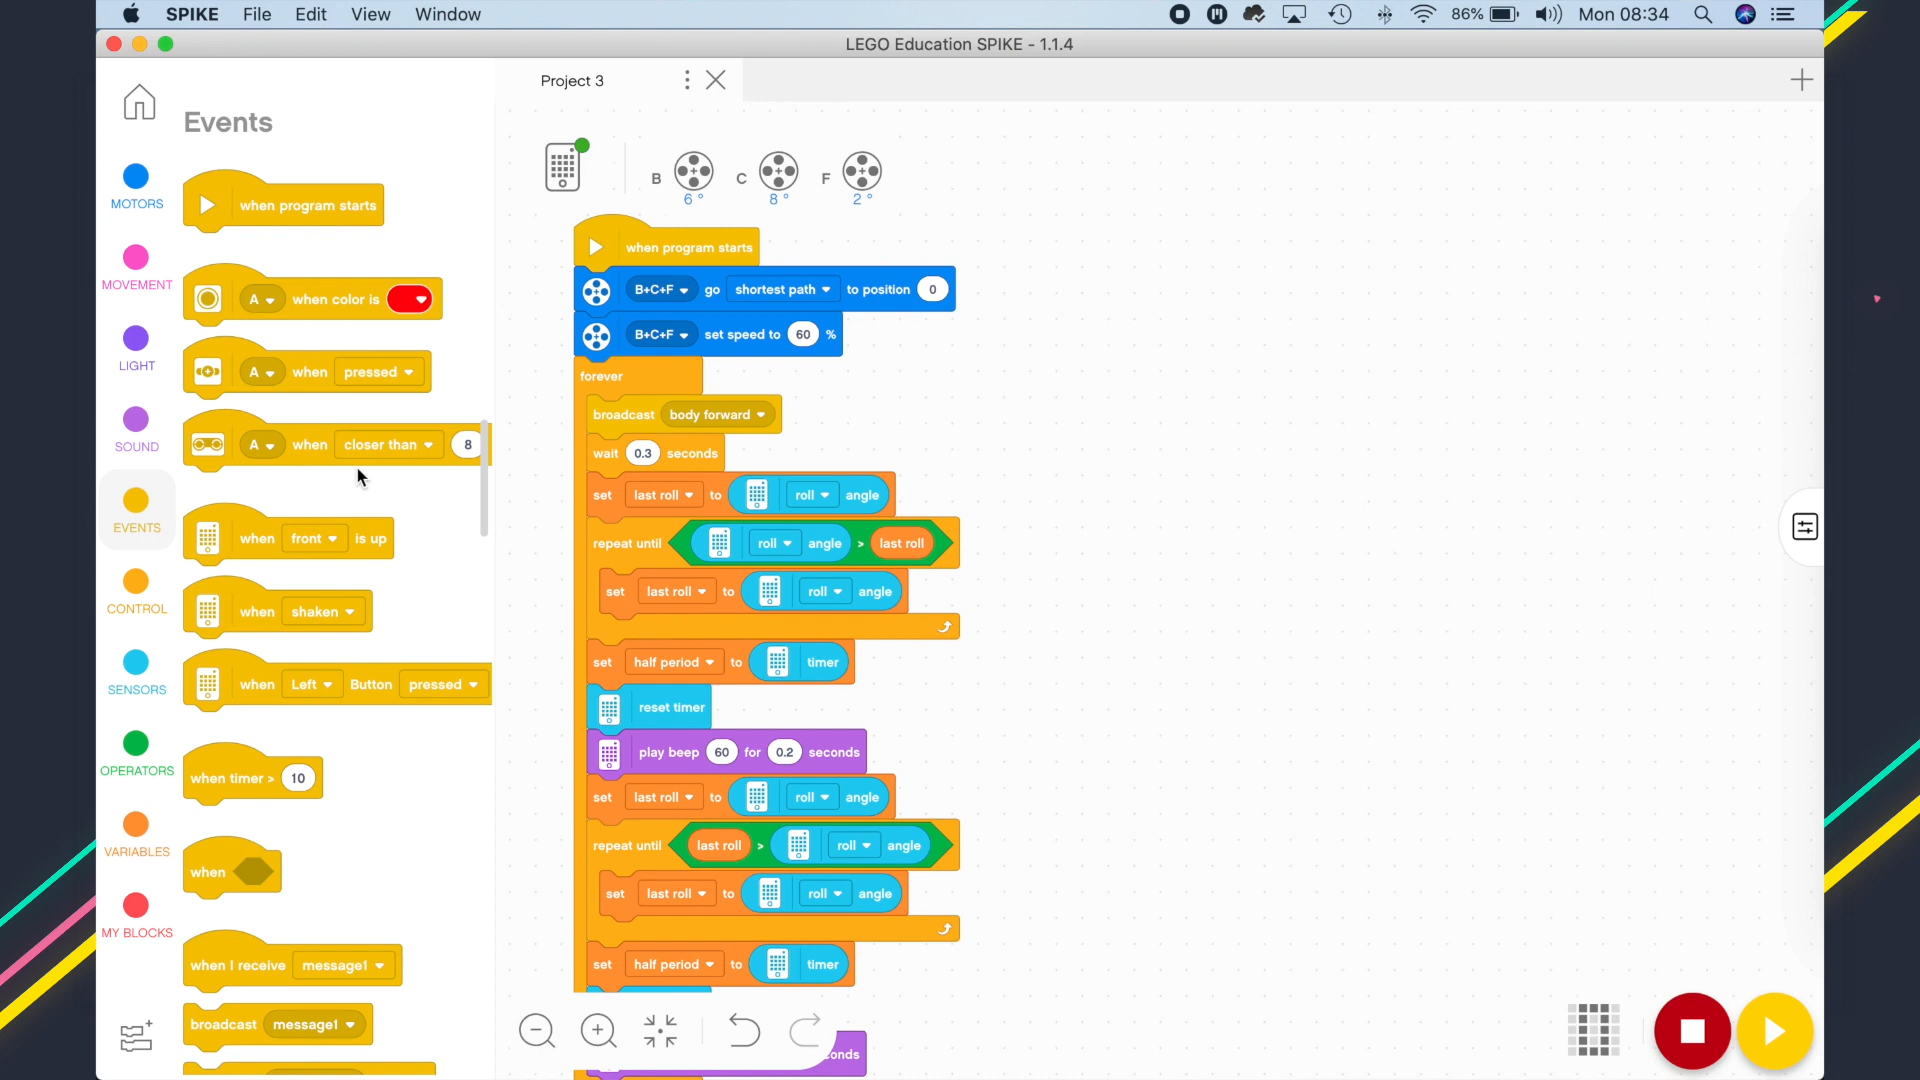 SPIKE File Edit View Window 86% Mon 08:34
LEGO Education SPIKE - 1.1.4
Project 3
Events
MOTORS
MOVEMENT
LIGHT
SOUND
EVENTS
CONTROL
SENSORS
OPERATORS
VARIABLES
MY BLOCKS
when program starts
A when color is
A when pressed
A when closer than 8
when front is up
when shaken
when Left Button pressed
when timer > 10
when
when I receive message1
broadcast message1
B 6° C 8° F 2°
when program starts
B+C+F go shortest path to position 0
B+C+F set speed to 60 %
forever
broadcast body forward
wait 0.3 seconds
set last roll to roll angle
repeat until roll angle > last roll
set last roll to roll angle
set half period to timer
reset timer
play beep 60 for 0.2 seconds
set last roll to roll angle
repeat until last roll > roll angle
set last roll to roll angle
set half period to timer
onds